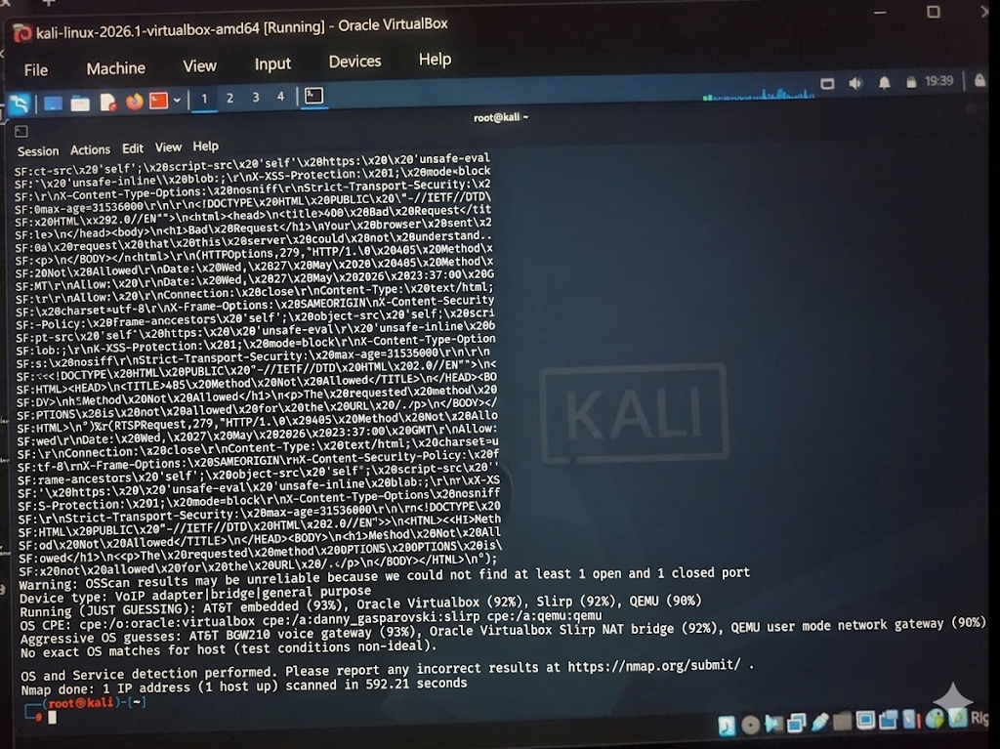 kali-linux-2026.1-virtualbox-amd64 [Running] - Oracle VirtualBox
File Machine View Input Devices Help
1 2 3 4 19:39
root@kali ~
Session Actions Edit View Help
SF:ct-src\x20'self';\x20script-src\x20'self'\x20https:\x20\x20'unsafe-eval
SF:'\x20'unsafe-inline\\x20blob:;\r\nX-XSS-Protection:\x201;\x20mode=block
SF:\r\nX-Content-Type-Options:\x20nosniff\r\nStrict-Transport-Security:\x2
SF:0max-age=31536000\r\n\r\n<!DOCTYPE\x20HTML\x20PUBLIC\x20\"-//IETF//DTD\
SF:x20HTML\xx292.0//EN"">\n<html><head>\n<title>400\x20Bad\x20Request</tit
SF:le>\n</head><body>\n<h1>Bad\x20Request</h1>\nYour\x20browser\x20sent\x2
SF:0a\x20request\x20that\x20this\x20server\x20could\x20not\x20understand..
SF:<p>\n</BODY></nchtml>\r\n(HTTPOptions,279,"HTTP/1.\0\x20405\x20Method\x
SF:20Not\x20Allowed\r\nDate:\x20Wed,\x2027\x20May\x2020\x20405\x20Method\x
SF:MT\r\nAllow:\x20\r\nDate:\x20Wed,\x2027\x20May\x202026\x2023:37:00\x20G
SF:\r\r\nAllow:\x20\r\nConnection:\x20close\r\nContent-Type:\x20text/html;
SF:\x20charset=utf-8\r\nX-Frame-Options:\x20SAMEORIGIN\nX-Content-Security
SF:-Policy:\x20frame-anccestors\x20'self';\x20object-src\x20'self;\x20scri
SF:pt-src\x20'self"\x20https:\x20\x20'unsafe-eval\r\x20'unsafe-inline\x20b
SF:lob:;\r\nK-XSS-Protection:\x201;\x20mode=block\r\nX-Content-Type-Option
SF:s:\x20nosniff\r\nStrict-Transport-Security:\x20max-age=31536000\r\n\r\n
SF:<<!DOCTYPE\x20HTML\x20PUBLIC\x20"-//IETF//DTD\x20HTML\x202.0//EN"">\n<
SF:HTML><HEAD>\n<TITLE>405\x20Method\x20Not\x20Allowed</TITLE>\n</HEAD><BO
SF:DY>\nhSMethod\x20Not\x20Allowed</h1>\n<p>The\x20requested\x20method\x20
SF:PTIONS\x20is\x20not\x20allowed\x20for\x20the\x20URL\x20/./p>\n</BODY></
SF:HTML>\n")%r(RTSPRequest,279,"HTTP/1.\0\x29405\x20Method\x20Not\x20Allo
SF:wed\r\nDate:\x20Wed,\x2027\x20May\x202026\x2023:37:00\x20GMT\r\nAllow:
SF:\r\nConnection:\x20close\r\nContent-Type:\x20text/html;\x20charset=u
SF:tf-8\rnX-Frame-Options:\x20SAMEORIGIN\rнX-Content-Security-Policy:\x20f
SF:rame-ancestors\x20'self';\x20object-src\x20'self";\x20script-src\x20''
SF:'\x20https:\x20\x20'unsafe-eval\x20'unsafe-inline\x20blab:;\r\nr\xX-XS
SF:S-Protection:\x201;\x20mode=block\r\nX-Content-Type-Options\x20nosniff
SF:\r\nStrict-Transport-Security:\x20max-age=31536000\r\n\rn<!DOCTYPE\x20
SF:HTML\x20PUBLIC\x20"-//IETF//DTD\x20HTML\x202.0//EN">>\n<HTML><<HI>Meth
SF:od\x20Not\x20Allowed</TITLE>\n</HEAD><BODY>\n<h1>Meshod\x20Not\x20All
SF:owed</h1>\n<<p>The\x20requested\x20method\x20OPTIONS\x20OPTIONS\x20is\
SF:x20not\x20allowed\x20for\x20the\x20URL\x20/.</p>\n</BODY></HTML>\n");
Warning: OSScan results may be unreliable because we could not find at least 1 open and 1 closed port
Device type: VoIP adapter|bridge|general purpose
Running (JUST GUESSING): AT&T embedded (93%), Oracle Virtualbox (92%), Slirp (92%), QEMU (90%)
OS CPE: cpe:/o:oracle:virtualbox cpe:/a:danny_gasparovski:slirp cpe:/a:qemu:qemu
Aggressive OS guesses: AT&T BGW210 voice gateway (93%), Oracle Virtualbox Slirp NAT bridge (92%), QEMU user mode network gateway (90%)
No exact OS matches for host (test conditions non-ideal).
OS and Service detection performed. Please report any incorrect results at https://nmap.org/submit/ .
Nmap done: 1 IP address (1 host up) scanned in 592.21 seconds
(root@kali)-[~]
KALI